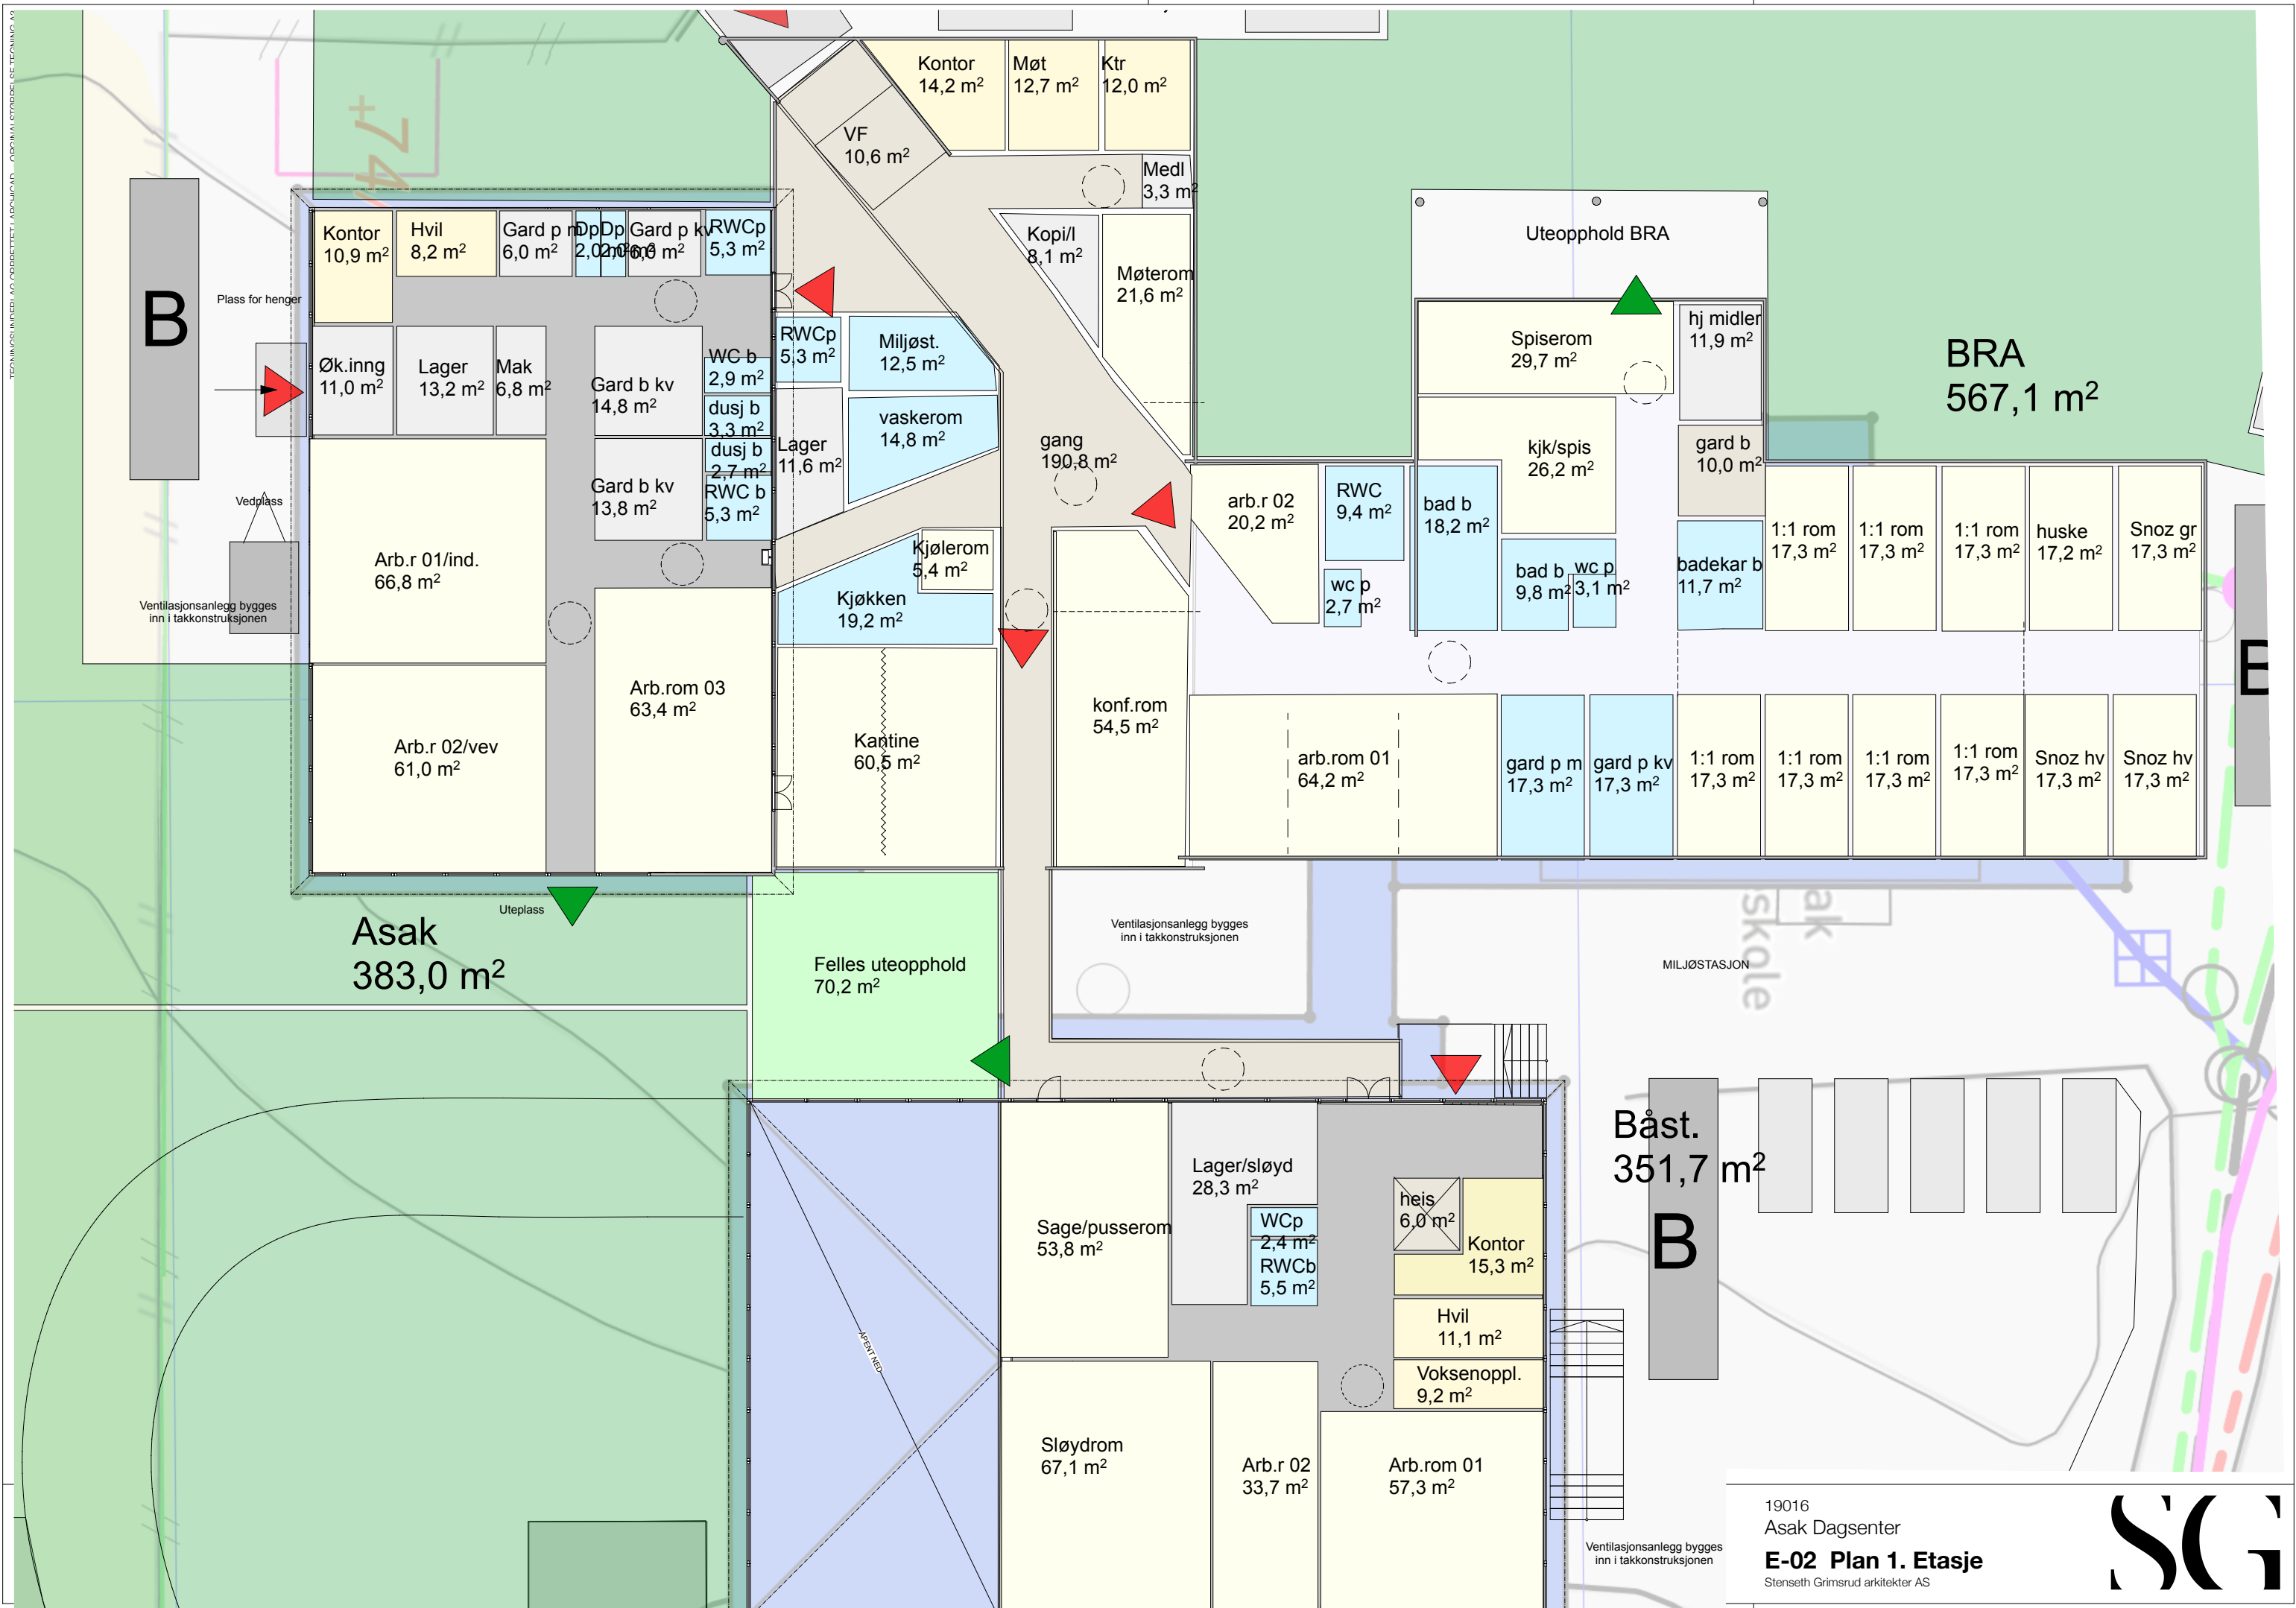 Kontor
14,2 m²
Møt
12,7 m²
Ktr
12,0 m²
VF
10,6 m²
Medl
3,3 m²
Kopi/l
8,1 m²
Møterom
21,6 m²
gang
190,8 m²
+74
Kontor
10,9 m²
Hvil
8,2 m²
Gard p m
6,0 m²
Dp
2,0 m²
Dp
2,0 m²
Gard p kv
6,0 m²
RWCp
5,3 m²
B
Plass for henger
Øk.inng
11,0 m²
Lager
13,2 m²
Mak
6,8 m²
Gard b kv
14,8 m²
WC b
2,9 m²
dusj b
3,3 m²
dusj b
2,7 m²
Gard b kv
13,8 m²
RWC b
5,3 m²
RWCp
5,3 m²
Miljøst.
12,5 m²
vaskerom
14,8 m²
Lager
11,6 m²
Vedplass
Ventilasjonsanlegg bygges
inn i takkonstruksjonen
Arb.r 01/ind.
66,8 m²
Arb.r 02/vev
61,0 m²
Arb.rom 03
63,4 m²
Kjølerom
5,4 m²
Kjøkken
19,2 m²
Kantine
60,5 m²
konf.rom
54,5 m²
Uteopphold BRA
Spiserom
29,7 m²
hj midler
11,9 m²
BRA
567,1 m²
kjk/spis
26,2 m²
gard b
10,0 m²
arb.r 02
20,2 m²
RWC
9,4 m²
wc p
2,7 m²
bad b
18,2 m²
bad b
9,8 m²
wc p
3,1 m²
badekar b
11,7 m²
1:1 rom
17,3 m²
1:1 rom
17,3 m²
1:1 rom
17,3 m²
huske
17,2 m²
Snoz gr
17,3 m²
B
arb.rom 01
64,2 m²
gard p m
17,3 m²
gard p kv
17,3 m²
1:1 rom
17,3 m²
1:1 rom
17,3 m²
1:1 rom
17,3 m²
1:1 rom
17,3 m²
Snoz hv
17,3 m²
Snoz hv
17,3 m²
Uteplass
Asak
383,0 m²
Felles uteopphold
70,2 m²
Ventilasjonsanlegg bygges
inn i takkonstruksjonen
MILJØSTASJON
ak
skole
Båst.
351,7 m²
B
Sage/pusserom
53,8 m²
Lager/sløyd
28,3 m²
WCp
2,4 m²
RWCb
5,5 m²
heis
6,0 m²
Kontor
15,3 m²
Hvil
11,1 m²
Voksenoppl.
9,2 m²
ÅPENT NED
Sløydrom
67,1 m²
Arb.r 02
33,7 m²
Arb.rom 01
57,3 m²
Ventilasjonsanlegg bygges
inn i takkonstruksjonen
19016
Asak Dagsenter
E-02 Plan 1. Etasje
Stenseth Grimsrud arkitekter AS
SG